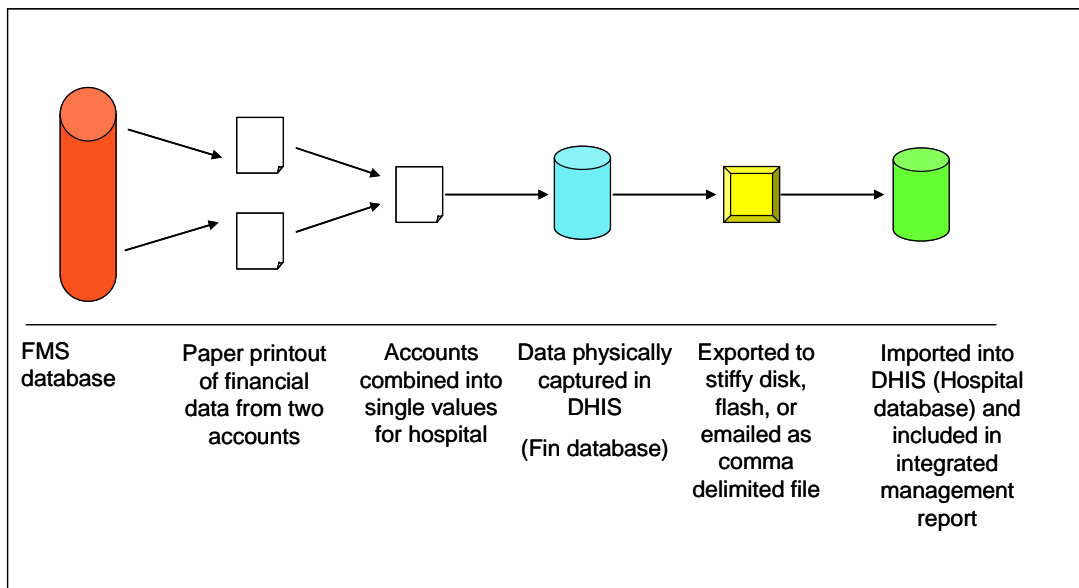 FMS
database
Paper printout
of financial
data from two
accounts
Accounts
combined into
single values
for hospital
Data physically
captured in
DHIS
(Fin database)
Exported to
stiffy disk,
flash, or
emailed as
comma
delimited file
Imported into
DHIS (Hospital
database) and
included in
integrated
management
report